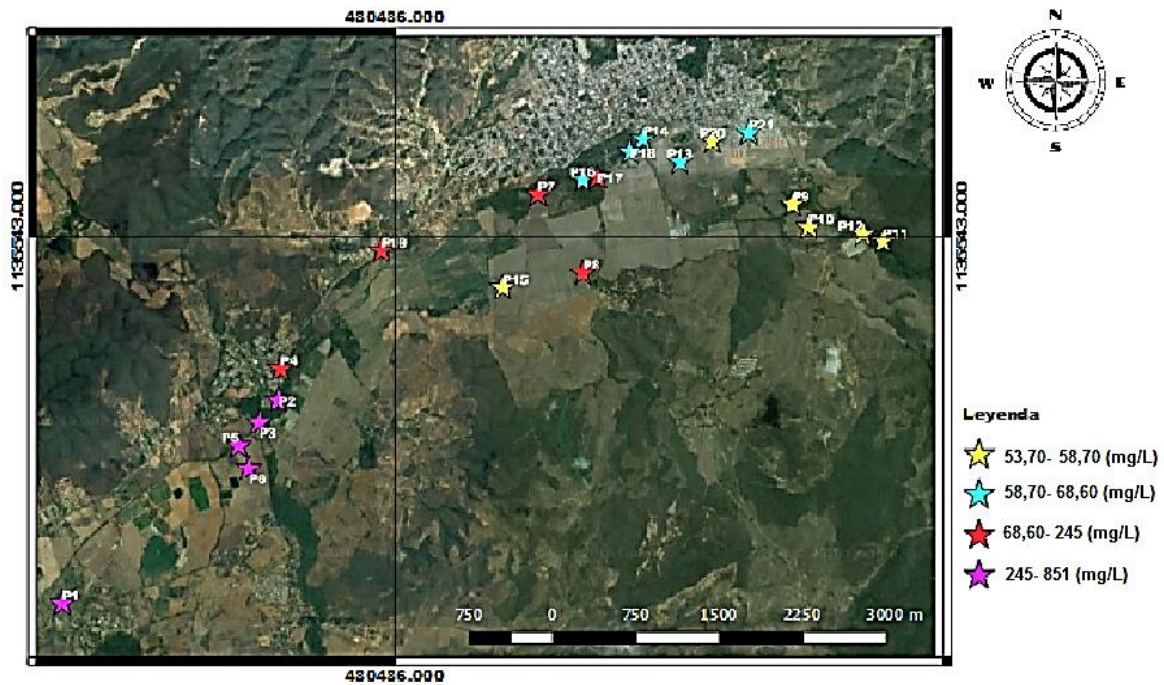 480486.000
N
W
E
S
P14
P20
P21
P18
P13
P16
P17
P7
P9
P10
P12
P11
1135543.000
1135543.000
P19
P8
P15
P4
P2
P3
P5
P6
P1
Leyenda
53,70- 58,70 (mg/L)
58,70- 68,60 (mg/L)
68,60- 245 (mg/L)
245- 851 (mg/L)
750 0 750 1500 2250 3000 m
480486.000